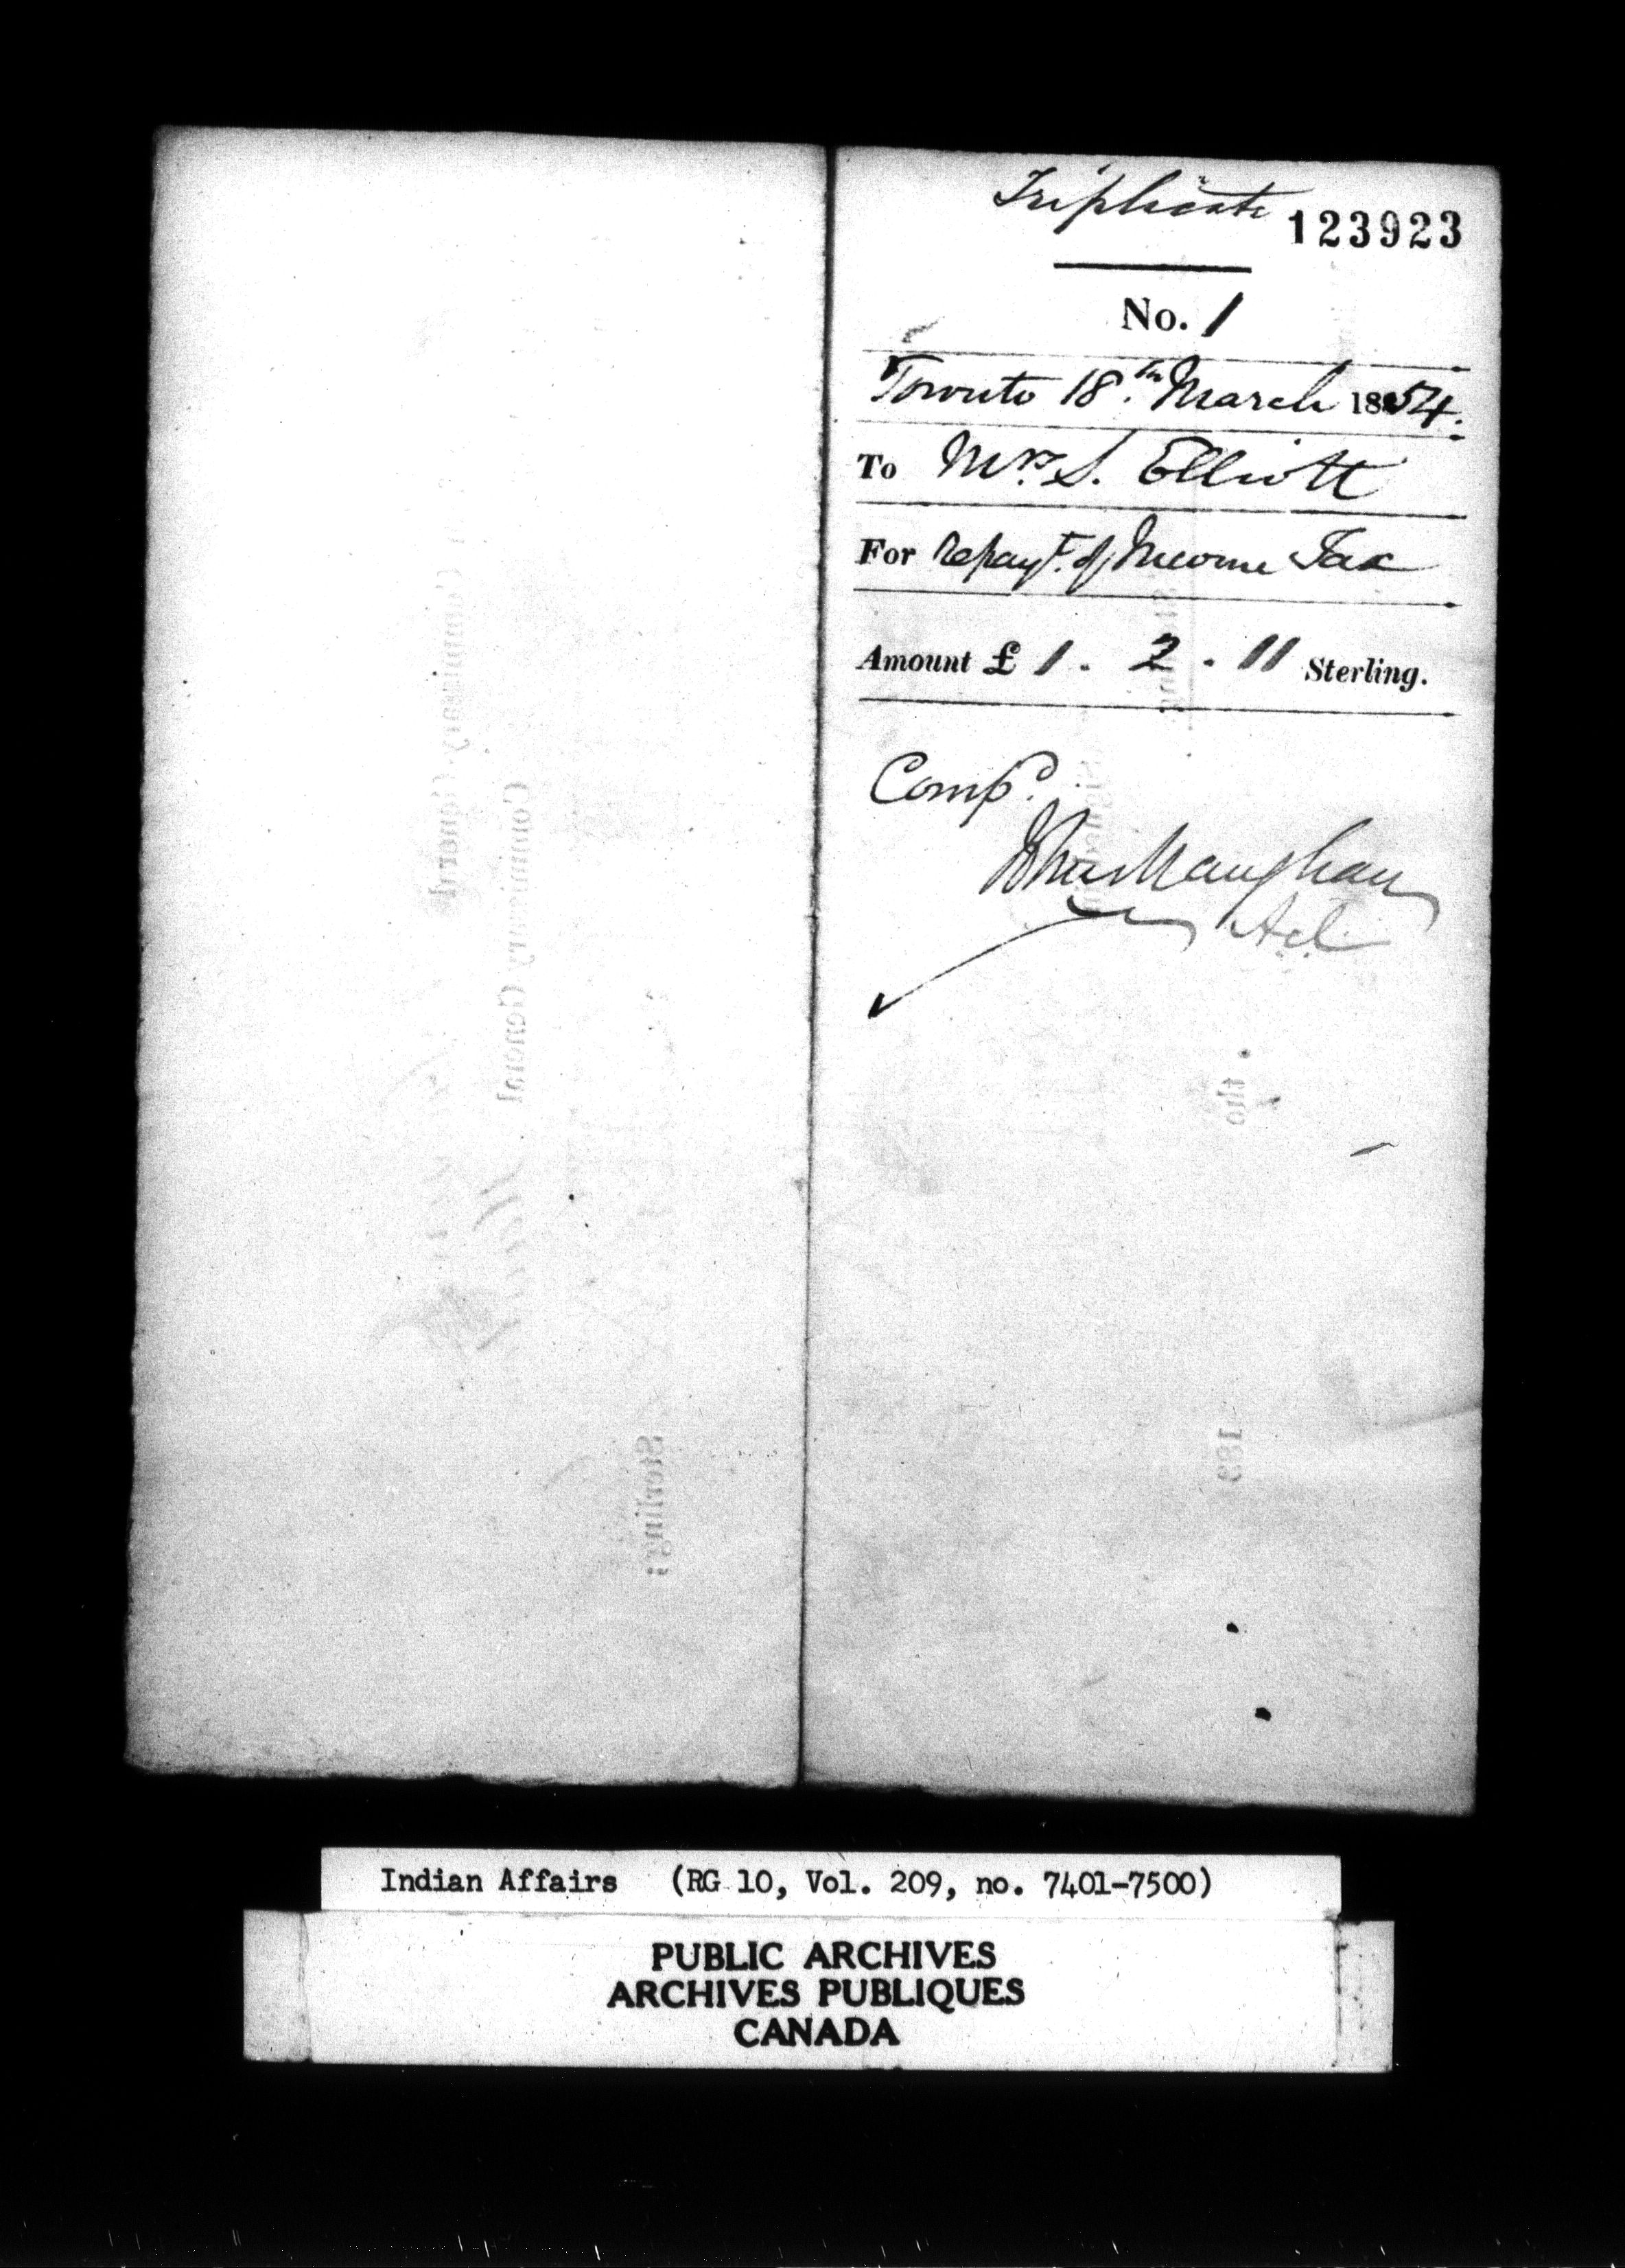 Triplicate
123923
No. 1
Toronto 18th March 1854.
To Mrs. S. Elliott
For Repayt. of Income Tax
Amount £ 1 . 2 . 11 Sterling.
Compd.
Indian Affairs (RG 10, Vol. 209, no. 7401-7500)
PUBLIC ARCHIVES
ARCHIVES PUBLIQUES
CANADA